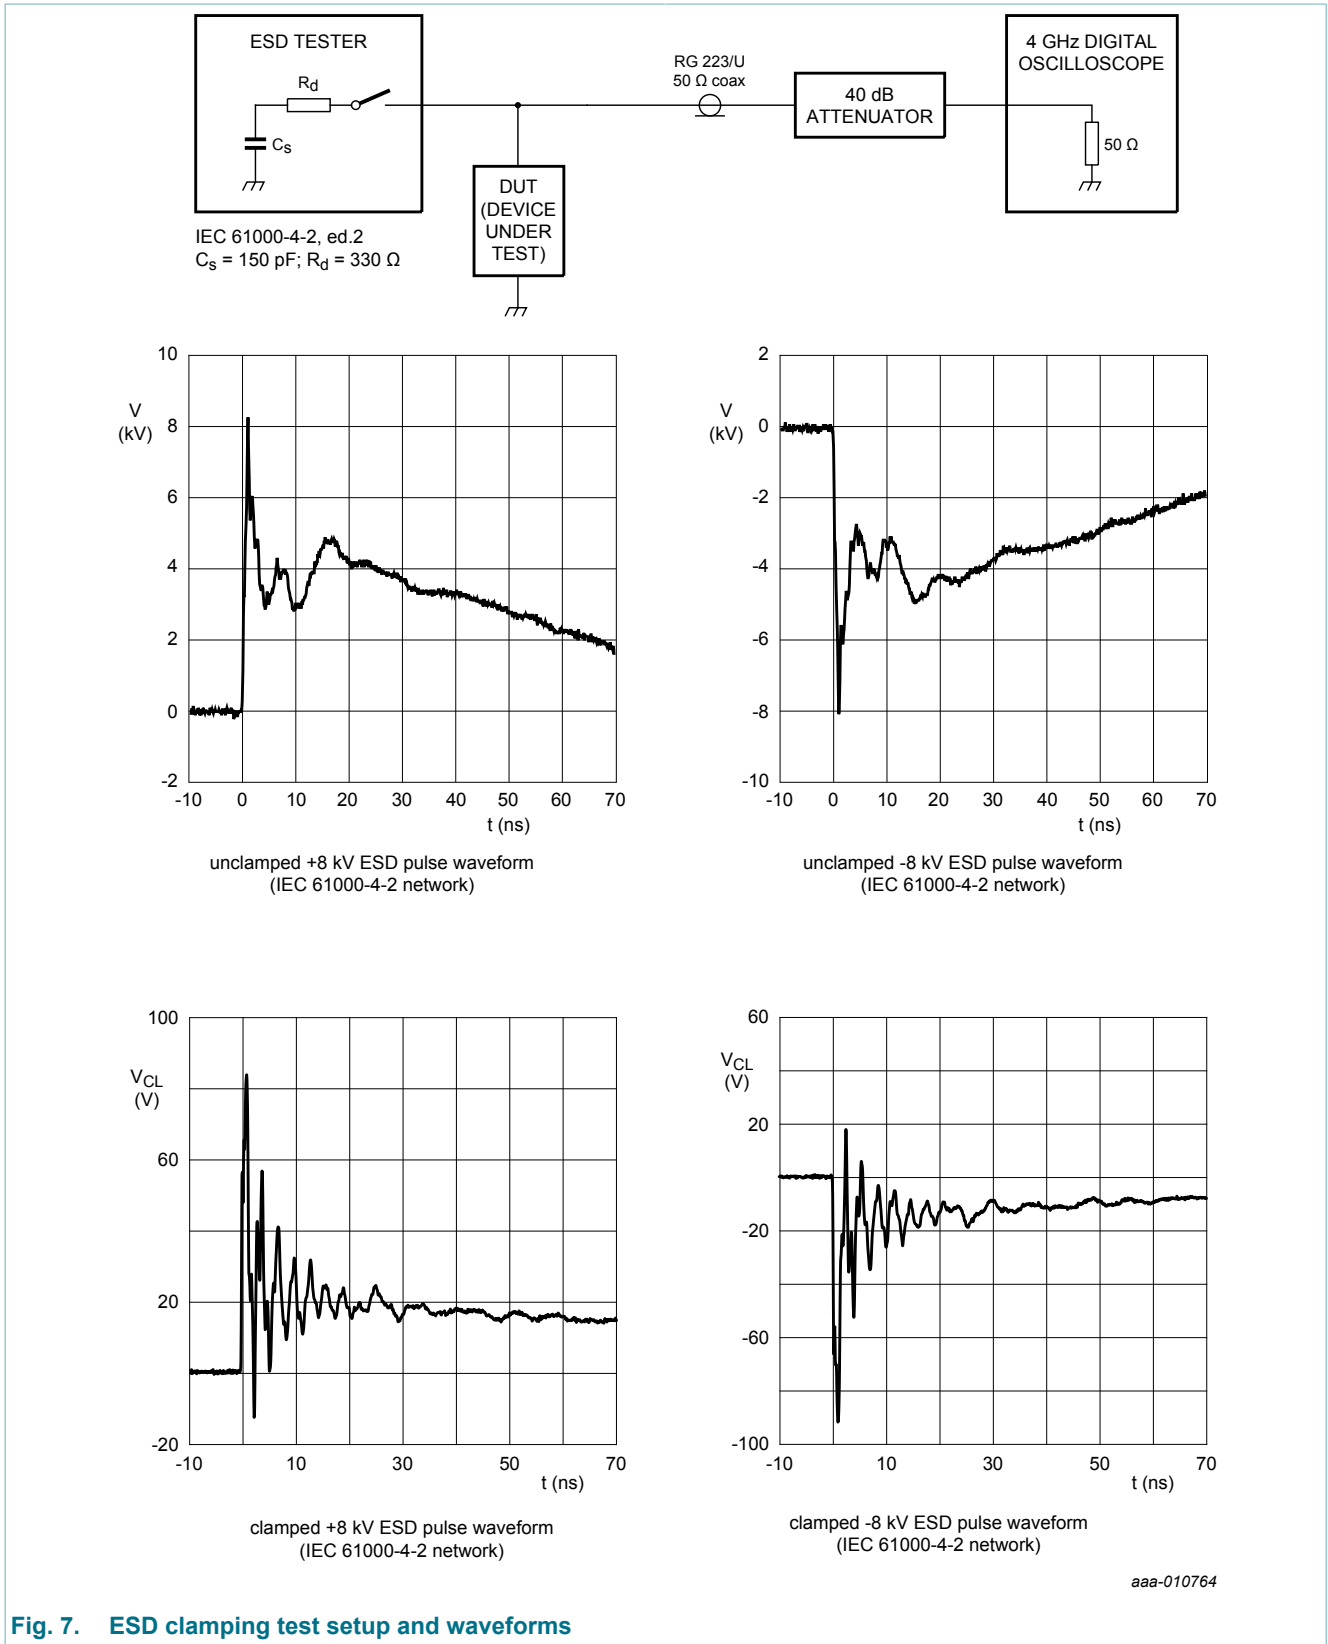 ESD TESTER
Rd
Cs
IEC 61000-4-2, ed.2
Cs = 150 pF; Rd = 330 Ω
DUT
(DEVICE
UNDER
TEST)
RG 223/U
50 Ω coax
40 dB
ATTENUATOR
4 GHz DIGITAL
OSCILLOSCOPE
50 Ω
V
(kV)
10
8
6
4
2
0
-2
-10 0 10 20 30 40 50 60 70
t (ns)
unclamped +8 kV ESD pulse waveform
(IEC 61000-4-2 network)
V
(kV)
2
0
-2
-4
-6
-8
-10
-10 0 10 20 30 40 50 60 70
t (ns)
unclamped -8 kV ESD pulse waveform
(IEC 61000-4-2 network)
VCL
(V)
100
60
20
-20
-10 10 30 50 70
t (ns)
clamped +8 kV ESD pulse waveform
(IEC 61000-4-2 network)
VCL
(V)
60
20
-20
-60
-100
-10 10 30 50 70
t (ns)
clamped -8 kV ESD pulse waveform
(IEC 61000-4-2 network)
aaa-010764
Fig. 7. ESD clamping test setup and waveforms